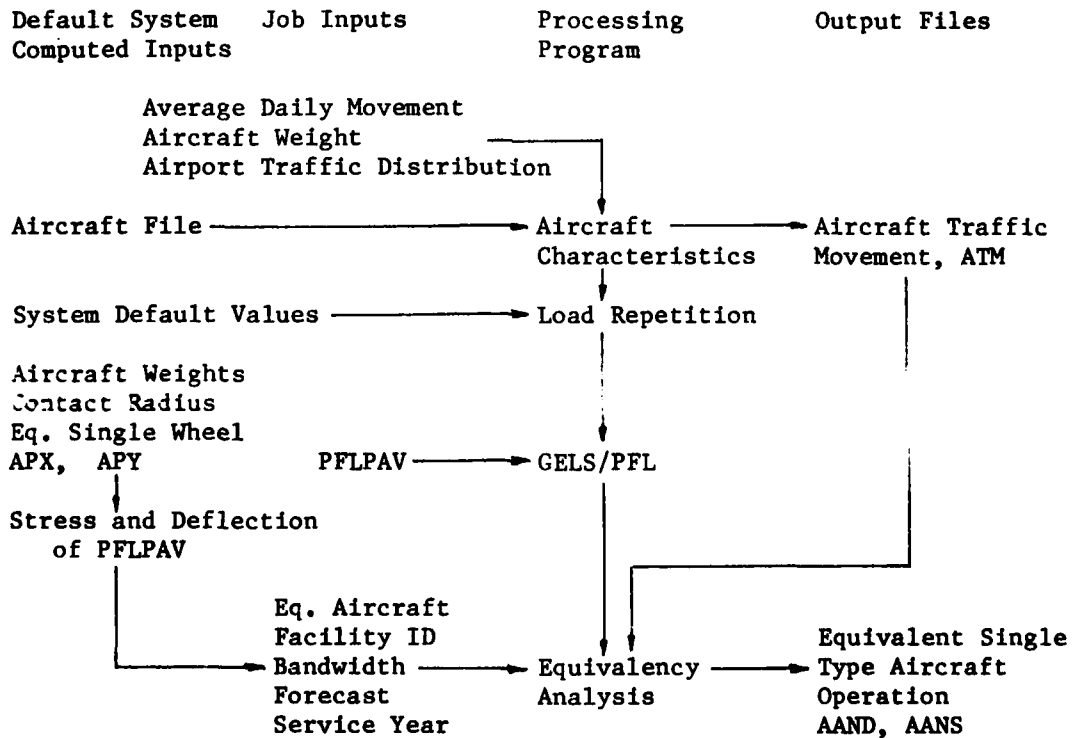 Default System Job Inputs Processing Output Files
Computed Inputs Program
Average Daily Movement
Aircraft Weight
Airport Traffic Distribution
Aircraft File Aircraft Aircraft Traffic
Characteristics Movement, ATM
System Default Values Load Repetition
Aircraft Weights
Contact Radius
Eq. Single Wheel
APX, APY PFLPAV GELS/PFL
Stress and Deflection
of PFLPAV
Eq. Aircraft
Facility ID Equivalent Single
Bandwidth Equivalency Type Aircraft
Forecast Analysis Operation
Service Year AAND, AANS